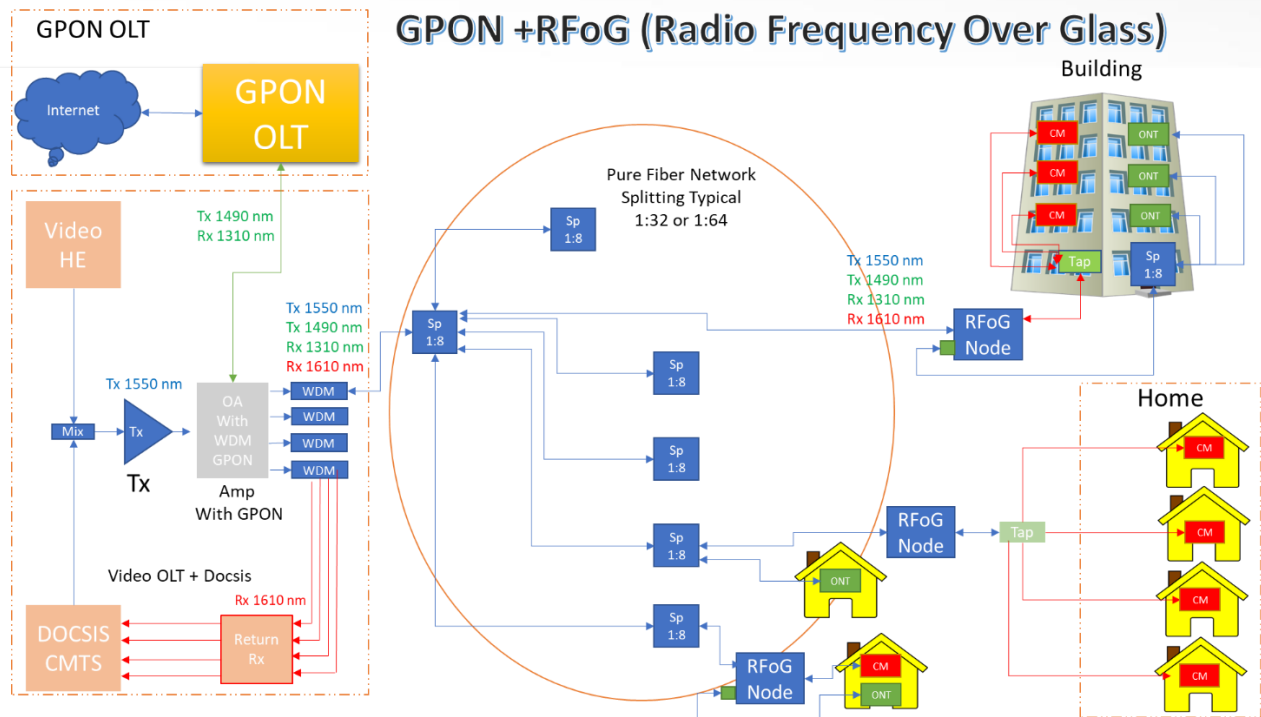 GPON OLT
GPON +RFoG (Radio Frequency Over Glass)
Internet
GPON
OLT
Building
CM
ONT
CM
ONT
CM
ONT
Tap
Sp
1:8
Pure Fiber Network
Splitting Typical
1:32 or 1:64
Video
HE
Tx 1490 nm
Rx 1310 nm
Sp
1:8
Tx 1550 nm
Tx 1490 nm
Rx 1310 nm
Rx 1610 nm
RFoG
Node
Tx 1550 nm
Tx 1490 nm
Rx 1310 nm
Rx 1610 nm
Sp
1:8
Sp
1:8
Tx 1550 nm
Mix
Tx
Tx
OA
With
WDM
GPON
WDM
WDM
WDM
WDM
Amp
With GPON
Sp
1:8
Home
CM
CM
CM
CM
Tap
RFoG
Node
Sp
1:8
ONT
Video OLT + Docsis
Rx 1610 nm
DOCSIS
CMTS
Return
Rx
Sp
1:8
RFoG
Node
CM
ONT